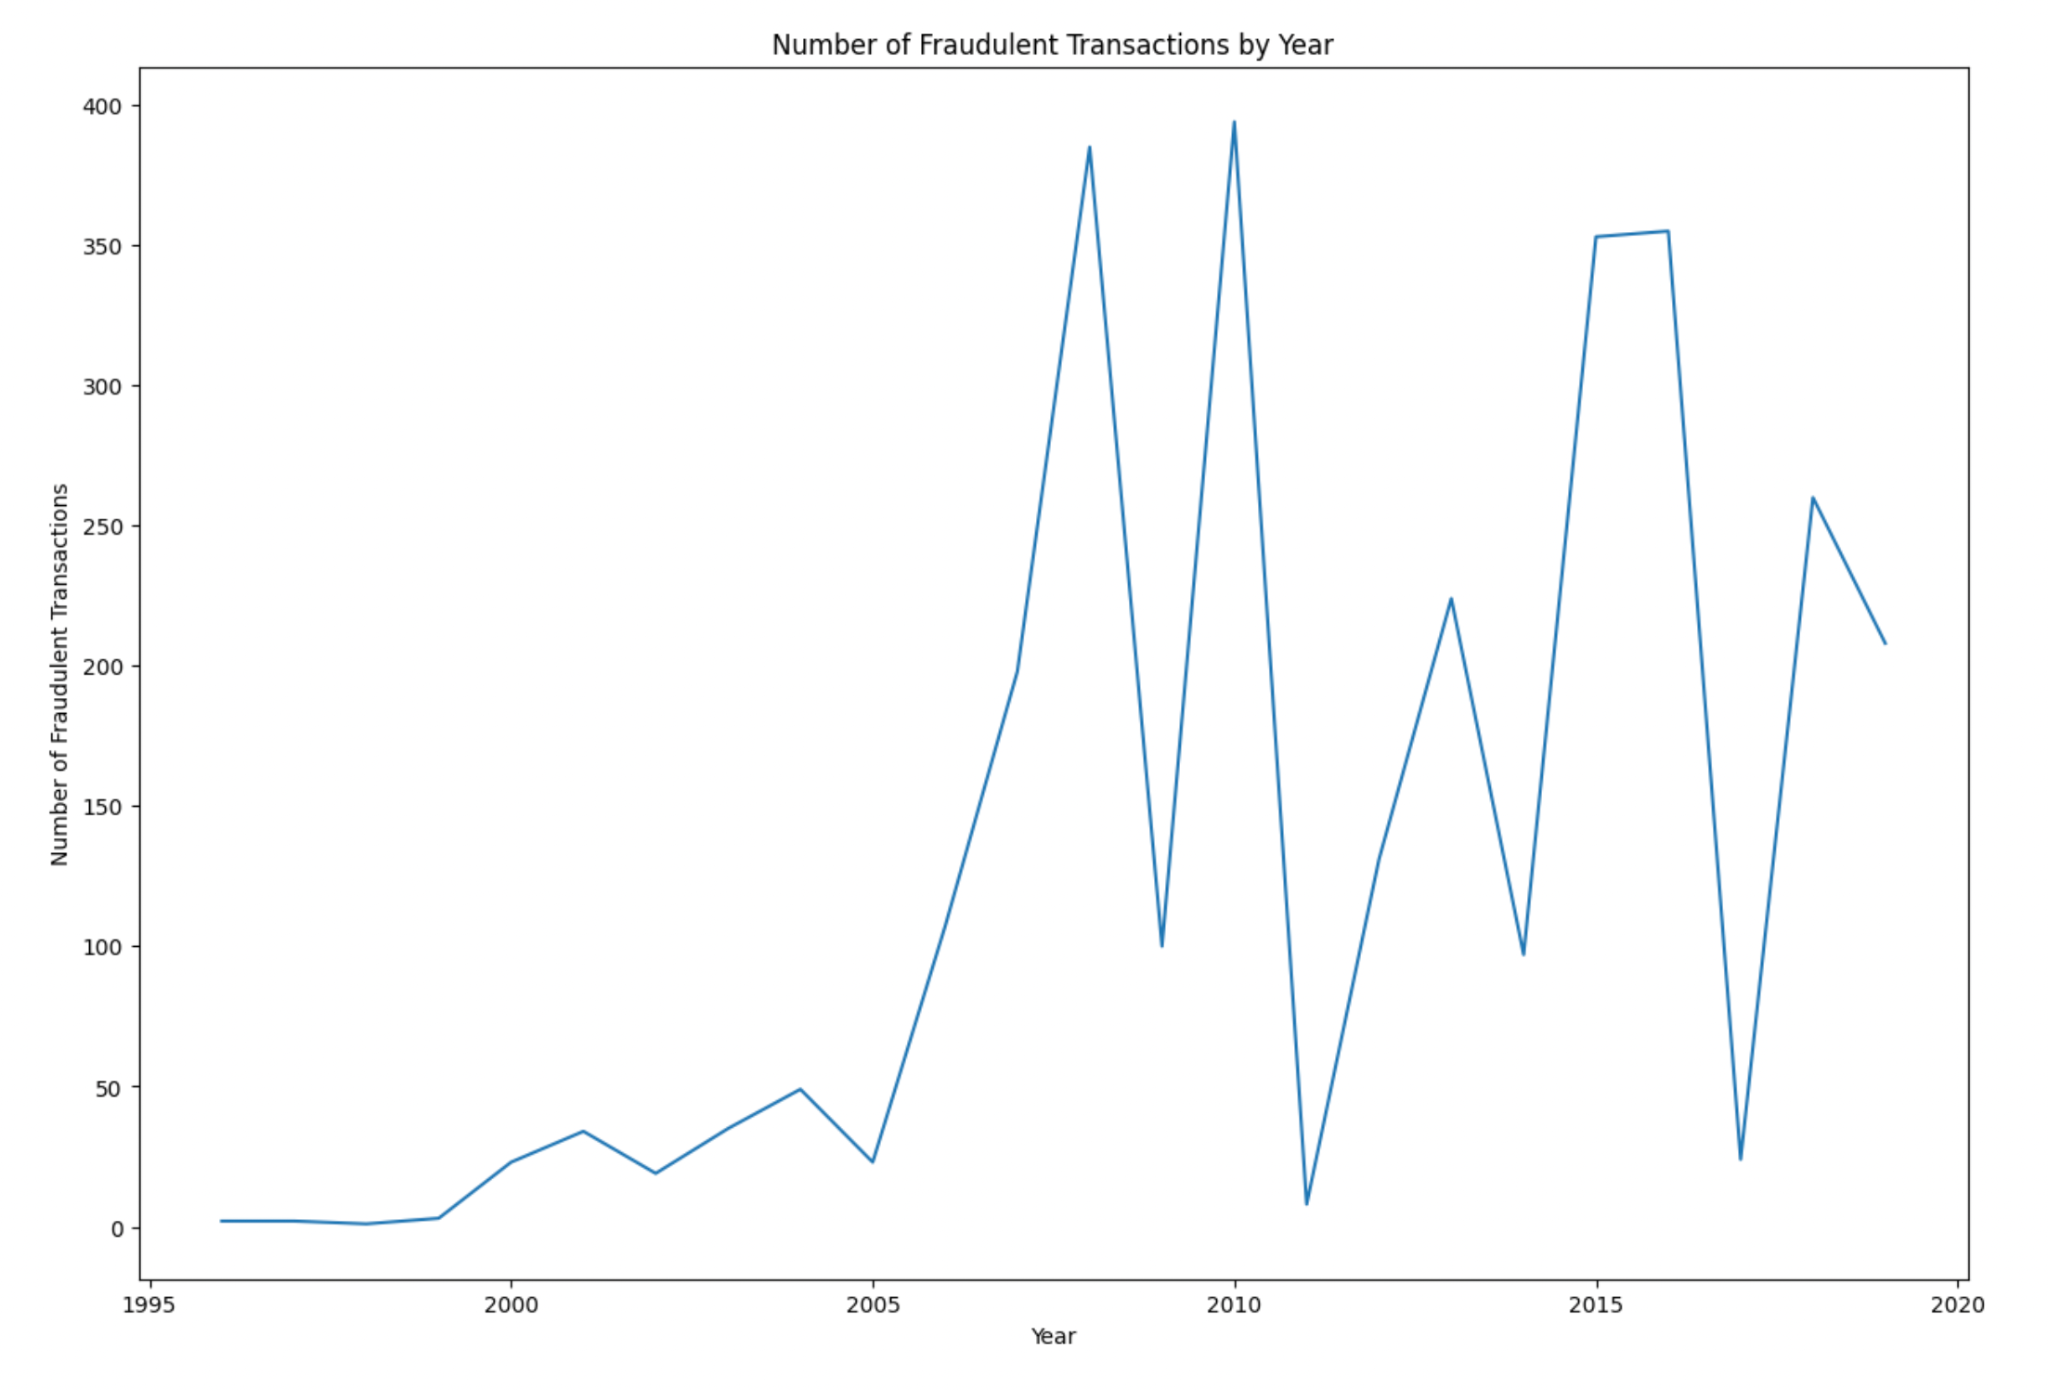 Number of Fraudulent Transactions by Year
400
350
300
250
200
150
100
50
0
Number of Fraudulent Transactions
1995 2000 2005 2010 2015 2020
Year